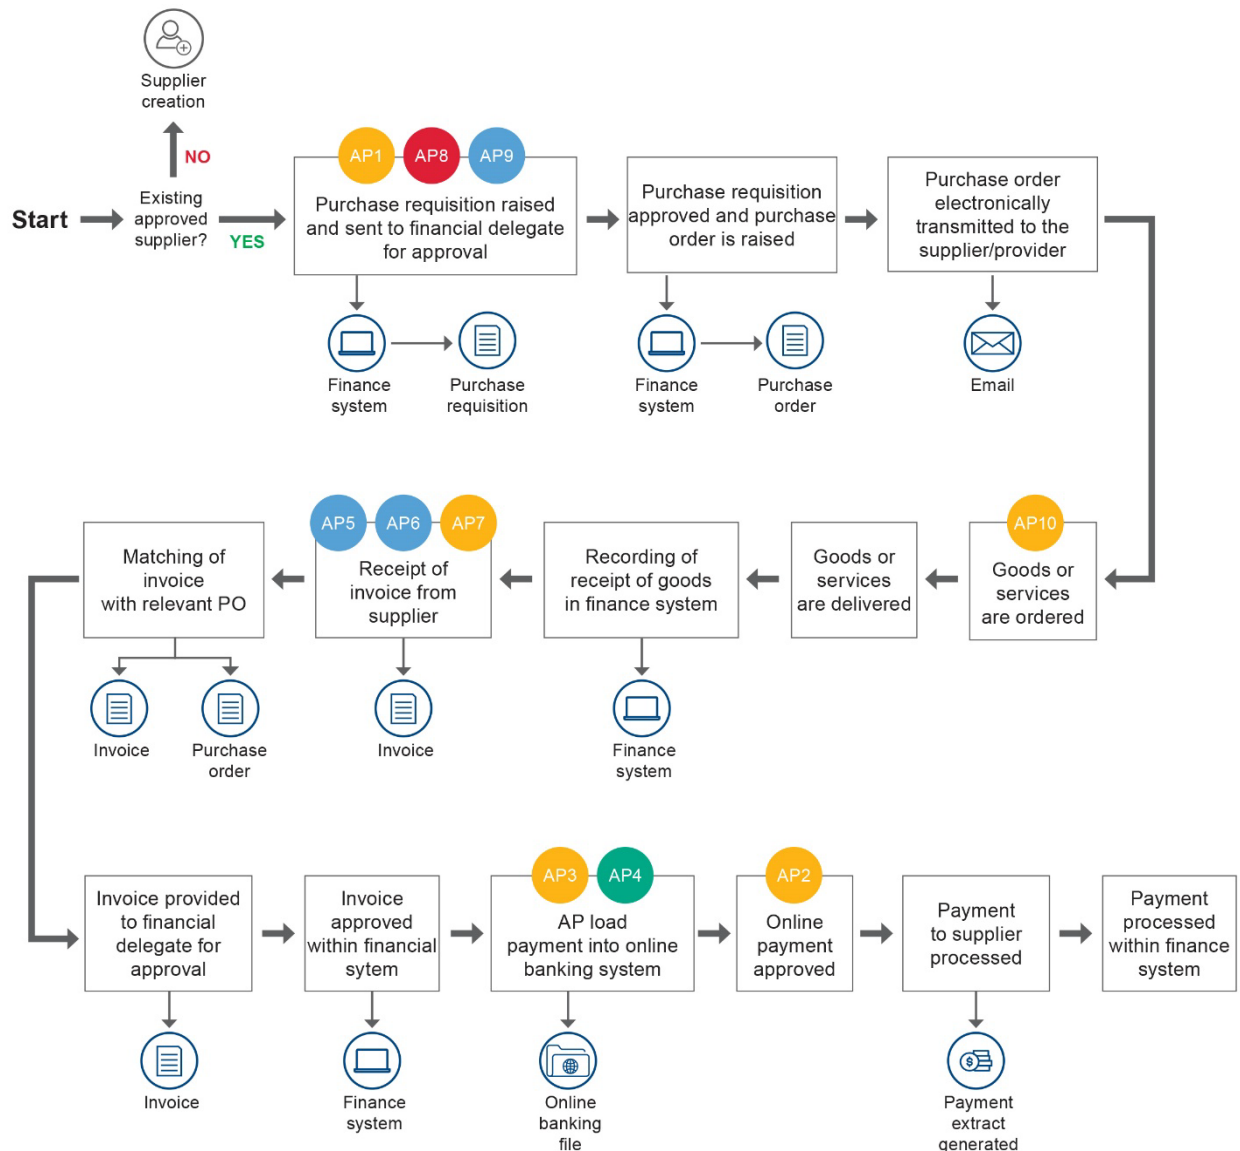 Supplier
creation
NO
Start
Existing
approved
supplier?
YES
AP1
AP8
AP9
Purchase requisition raised
and sent to financial delegate
for approval
Purchase requisition
approved and purchase
order is raised
Purchase order
electronically
transmitted to the
supplier/provider
Finance
system
Purchase
requisition
Finance
system
Purchase
order
Email
Matching of
invoice
with relevant PO
AP5
AP6
AP7
Receipt of
invoice from
supplier
Recording of
receipt of goods
in finance system
Goods or
services
are delivered
AP10
Goods or
services
are ordered
Invoice
Purchase
order
Invoice
Finance
system
Invoice provided
to financial
delegate for
approval
Invoice
approved
within financial
sytem
AP3
AP4
AP load
payment into online
banking system
AP2
Online
payment
approved
Payment
to supplier
processed
Payment
processed
within finance
system
Invoice
Finance
system
Online
banking
file
Payment
extract
generated